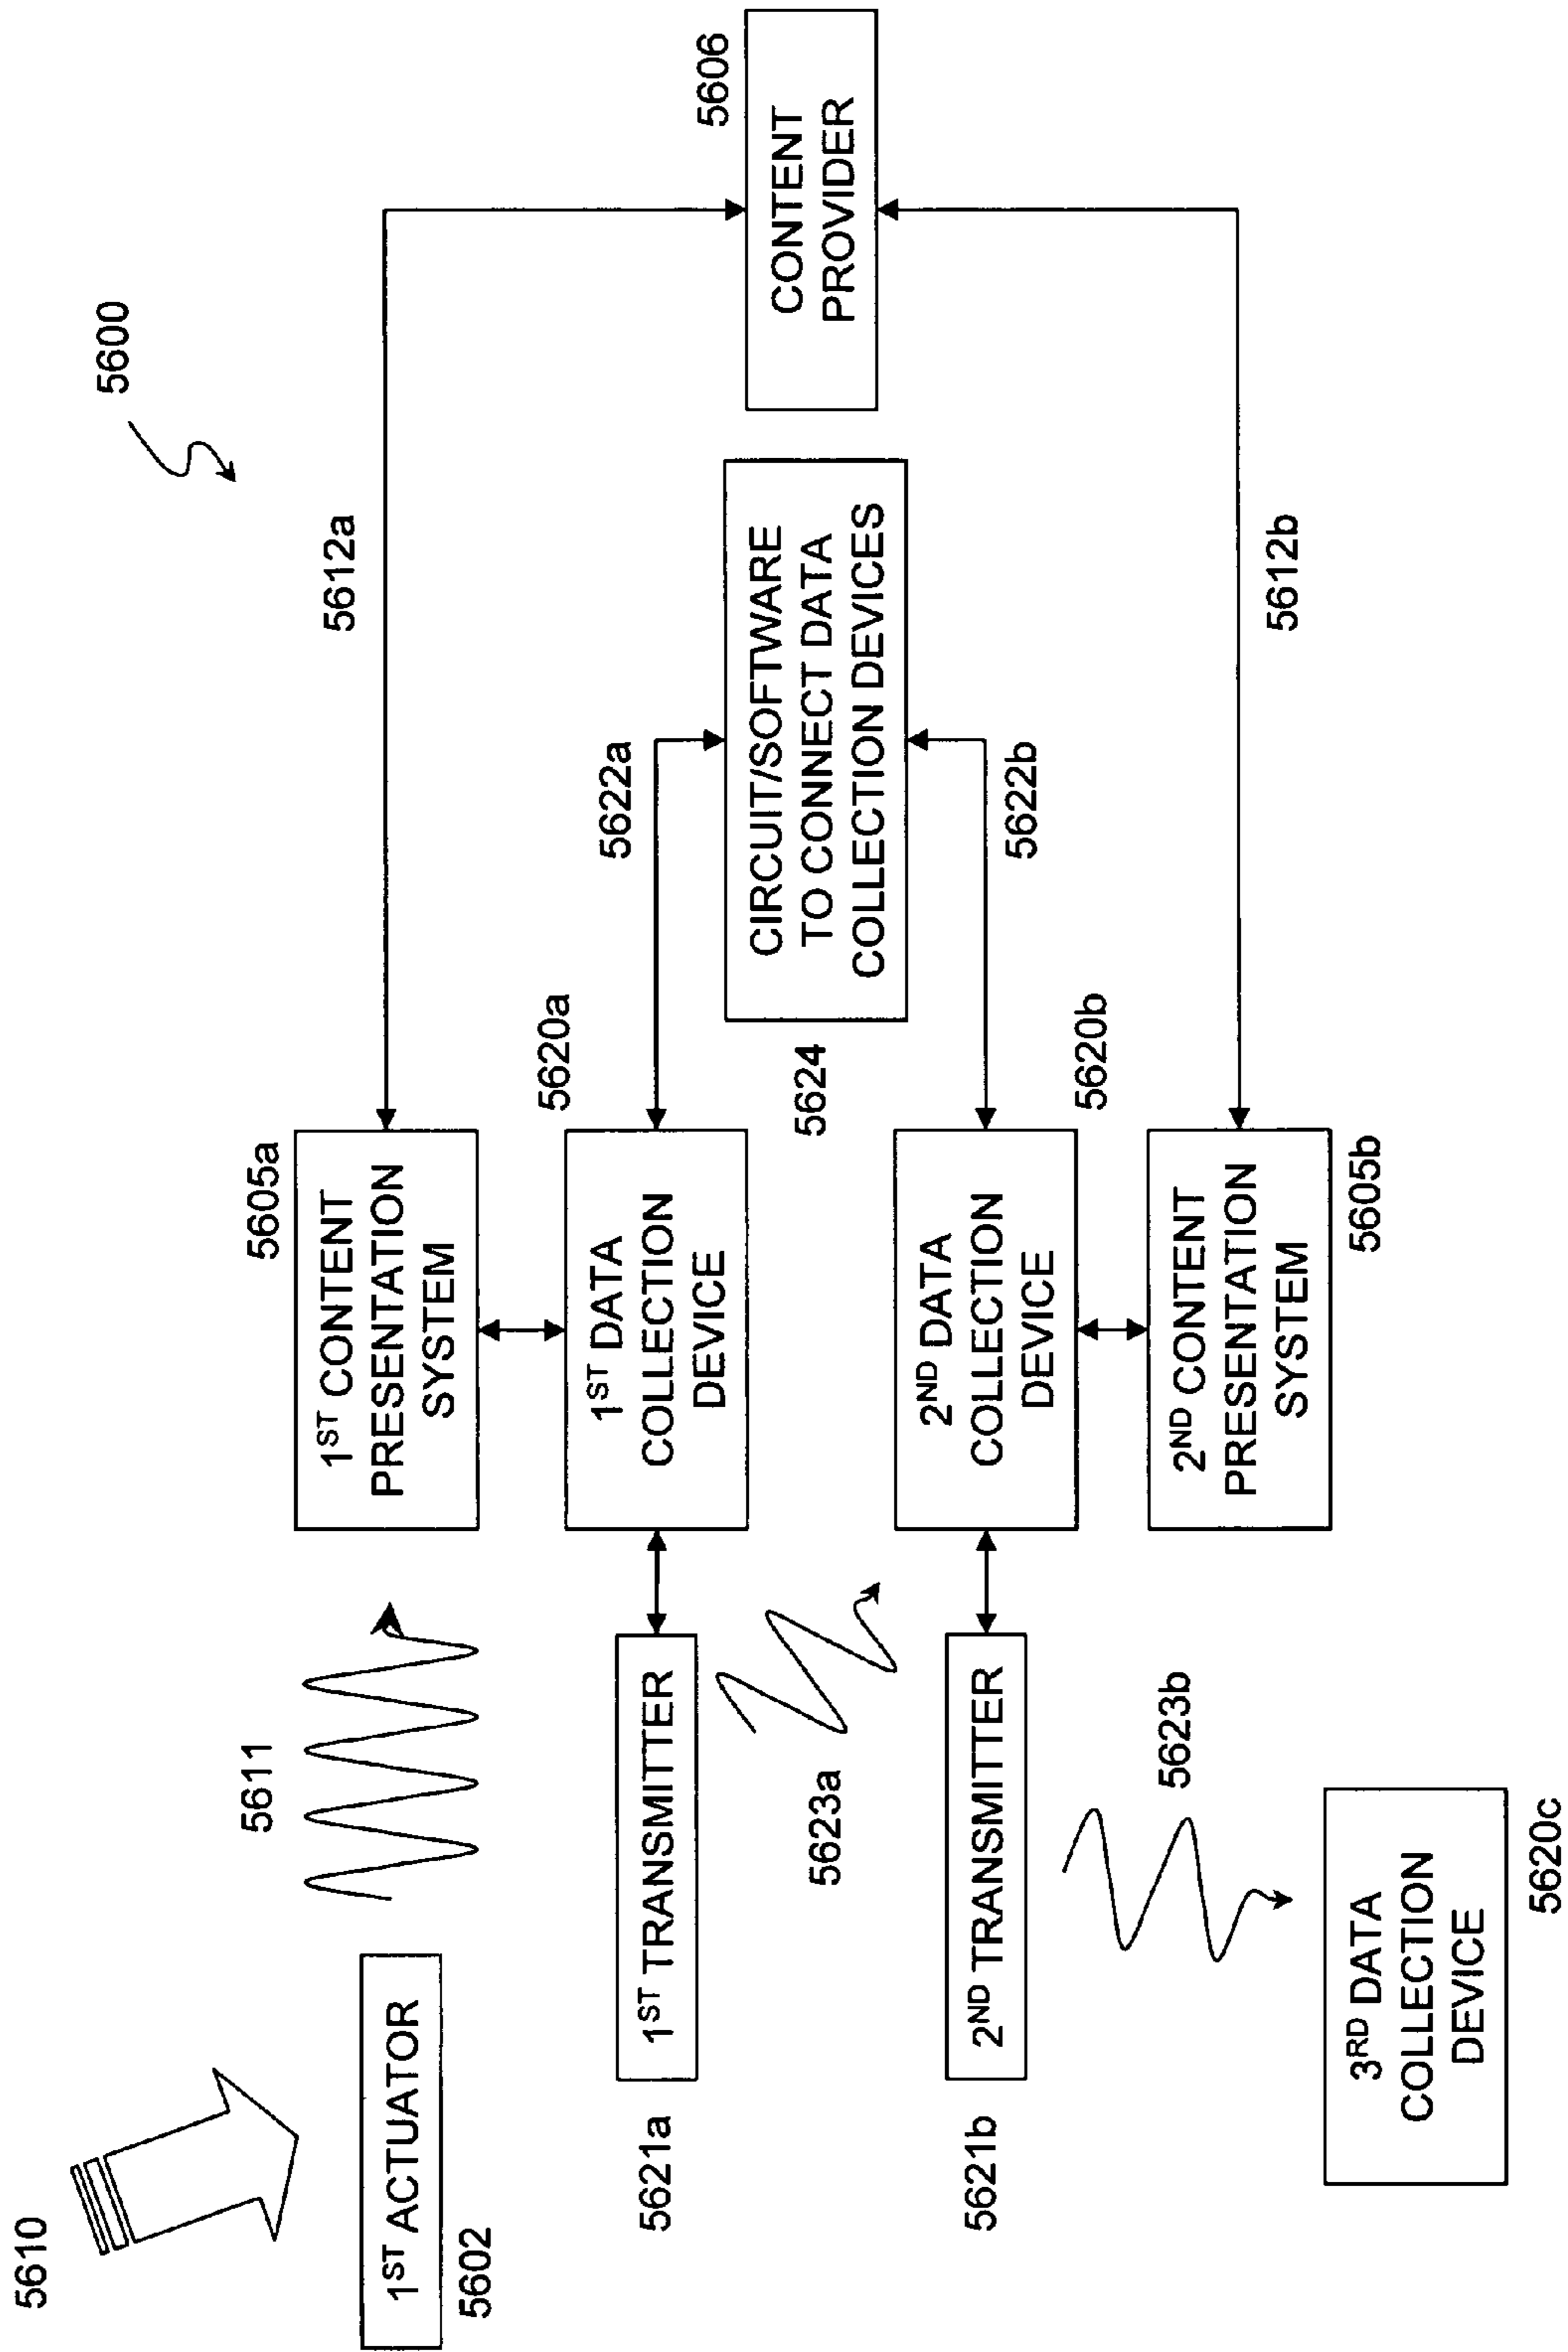 5610
5600
1ST ACTUATOR
5602
5611
1ST CONTENT
PRESENTATION
SYSTEM
5605a
5612a
5606
CONTENT
PROVIDER
1ST TRANSMITTER
5621a
1ST DATA
COLLECTION
DEVICE
5620a
5622a
CIRCUIT/SOFTWARE
TO CONNECT DATA
COLLECTION DEVICES
5624
5623a
2ND TRANSMITTER
5621b
2ND DATA
COLLECTION
DEVICE
5620b
5622b
5623b
2ND CONTENT
PRESENTATION
SYSTEM
5605b
5612b
3RD DATA
COLLECTION
DEVICE
5620c